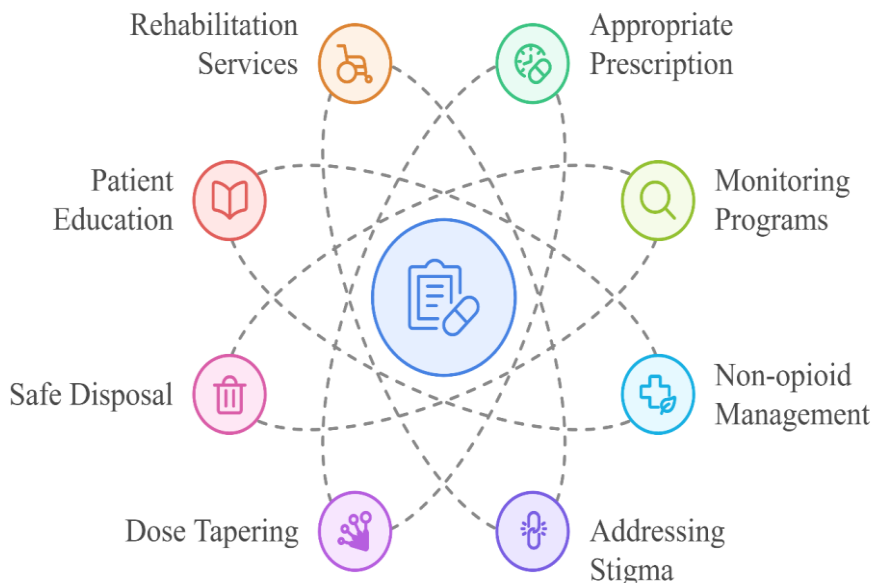 Rehabilitation
Services
Appropriate
Prescription
Patient
Education
Monitoring
Programs
Safe Disposal
Non-opioid
Management
Dose Tapering
Addressing
Stigma